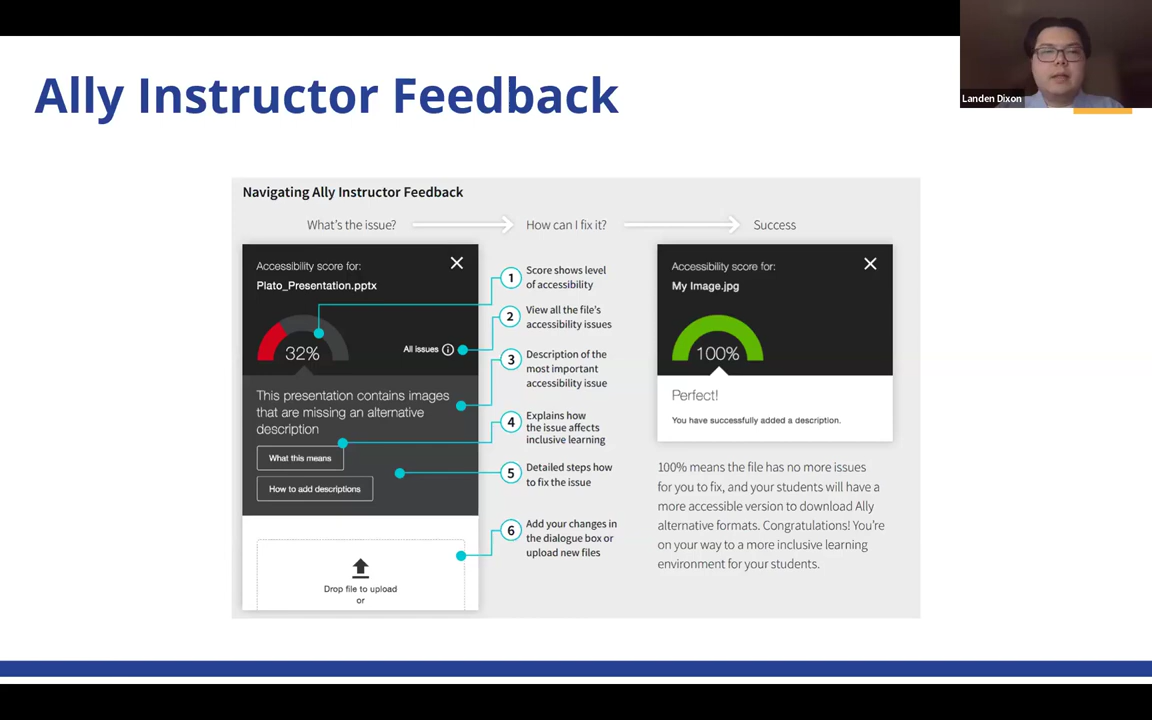 Ally Instructor Feedback
Landen Dixon
Navigating Ally Instructor Feedback
What's the issue?
How can I fix it?
Success
Accessibility score for:
Plato_Presentation.pptx
32%
All issues
This presentation contains images
that are missing an alternative
description
What this means
How to add descriptions
Drop file to upload
or
1
Score shows level
of accessibility
2
View all the file's
accessibility issues
3
Description of the
most important
accessibility issue
4
Explains how
the issue affects
inclusive learning
5
Detailed steps how
to fix the issue
6
Add your changes in
the dialogue box or
upload new files
Accessibility score for:
My Image.jpg
100%
Perfect!
You have successfully added a description.
100% means the file has no more issues
for you to fix, and your students will have a
more accessible version to download Ally
alternative formats. Congratulations! You're
on your way to a more inclusive learning
environment for your students.